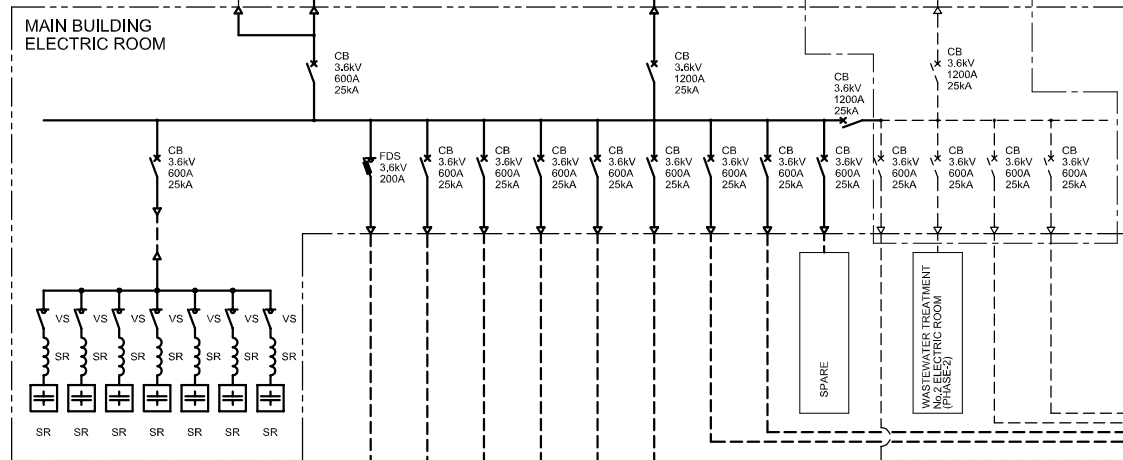 MAIN BUILDING
ELECTRIC ROOM
CB
3.6kV
600A
25kA
CB
3.6kV
1200A
25kA
CB
3.6kV
1200A
25kA
CB
3.6kV
1200A
25kA
CB
3.6kV
600A
25kA
FDS
3.6kV
200A
CB
3.6kV
600A
25kA
CB
3.6kV
600A
25kA
CB
3.6kV
600A
25kA
CB
3.6kV
600A
25kA
CB
3.6kV
600A
25kA
CB
3.6kV
600A
25kA
CB
3.6kV
600A
25kA
CB
3.6kV
600A
25kA
CB
3.6kV
600A
25kA
CB
3.6kV
600A
25kA
CB
3.6kV
600A
25kA
CB
3.6kV
600A
25kA
VS
VS
VS
VS
VS
VS
VS
SR
SR
SR
SR
SR
SR
SR
SR
SR
SR
SR
SR
SR
SR
SPARE
WASTEWATER TREATMENT
No.2 ELECTRIC ROOM
(PHASE-2)